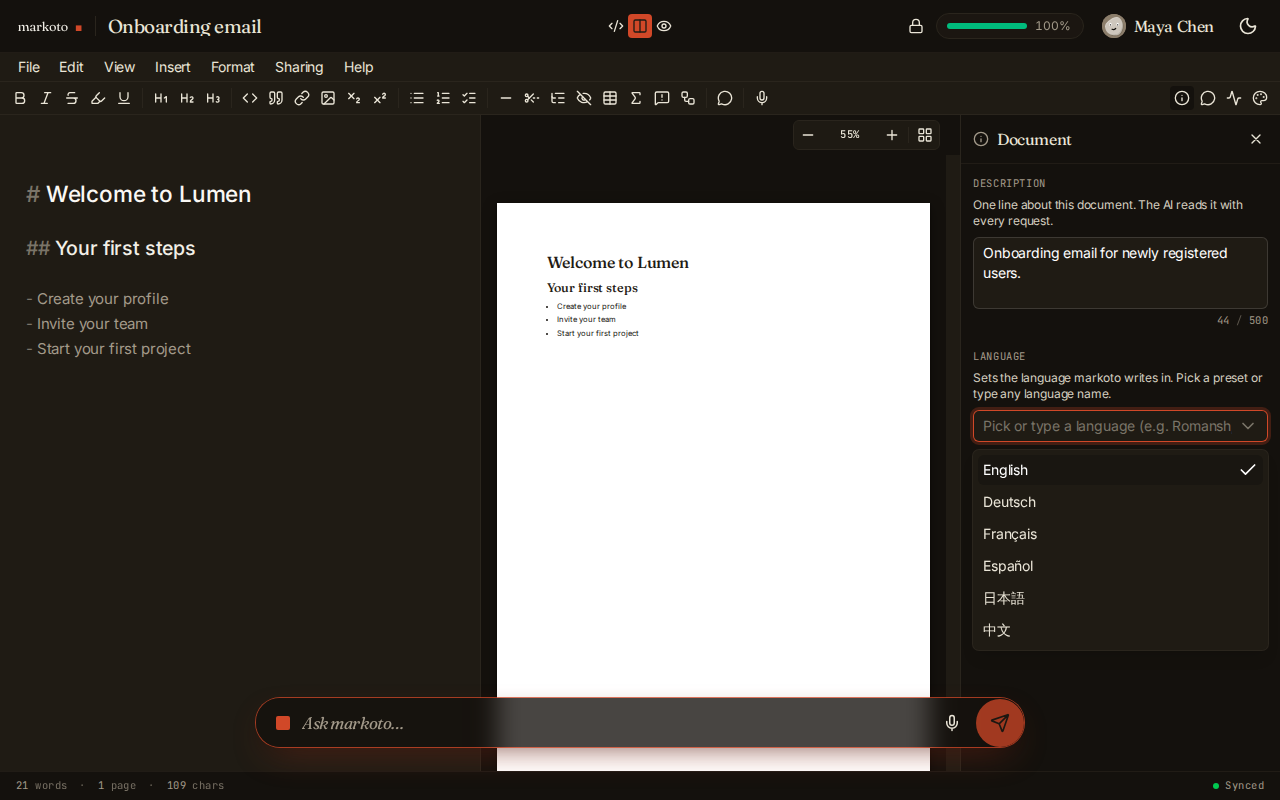 markoto
Onboarding email
100%
Maya Chen
File Edit View Insert Format Sharing Help
H1 H2 H3
55%
Document
# Welcome to Lumen
## Your first steps
- Create your profile
- Invite your team
- Start your first project
Welcome to Lumen
Your first steps
• Create your profile
• Invite your team
• Start your first project
DESCRIPTION
One line about this document. The AI reads it with
every request.
Onboarding email for newly registered
users.
44 / 500
LANGUAGE
Sets the language markoto writes in. Pick a preset or
type any language name.
Pick or type a language (e.g. Romansh
English
Deutsch
Français
Español
日本語
中文
Ask markoto...
21 words · 1 page · 109 chars
Synced